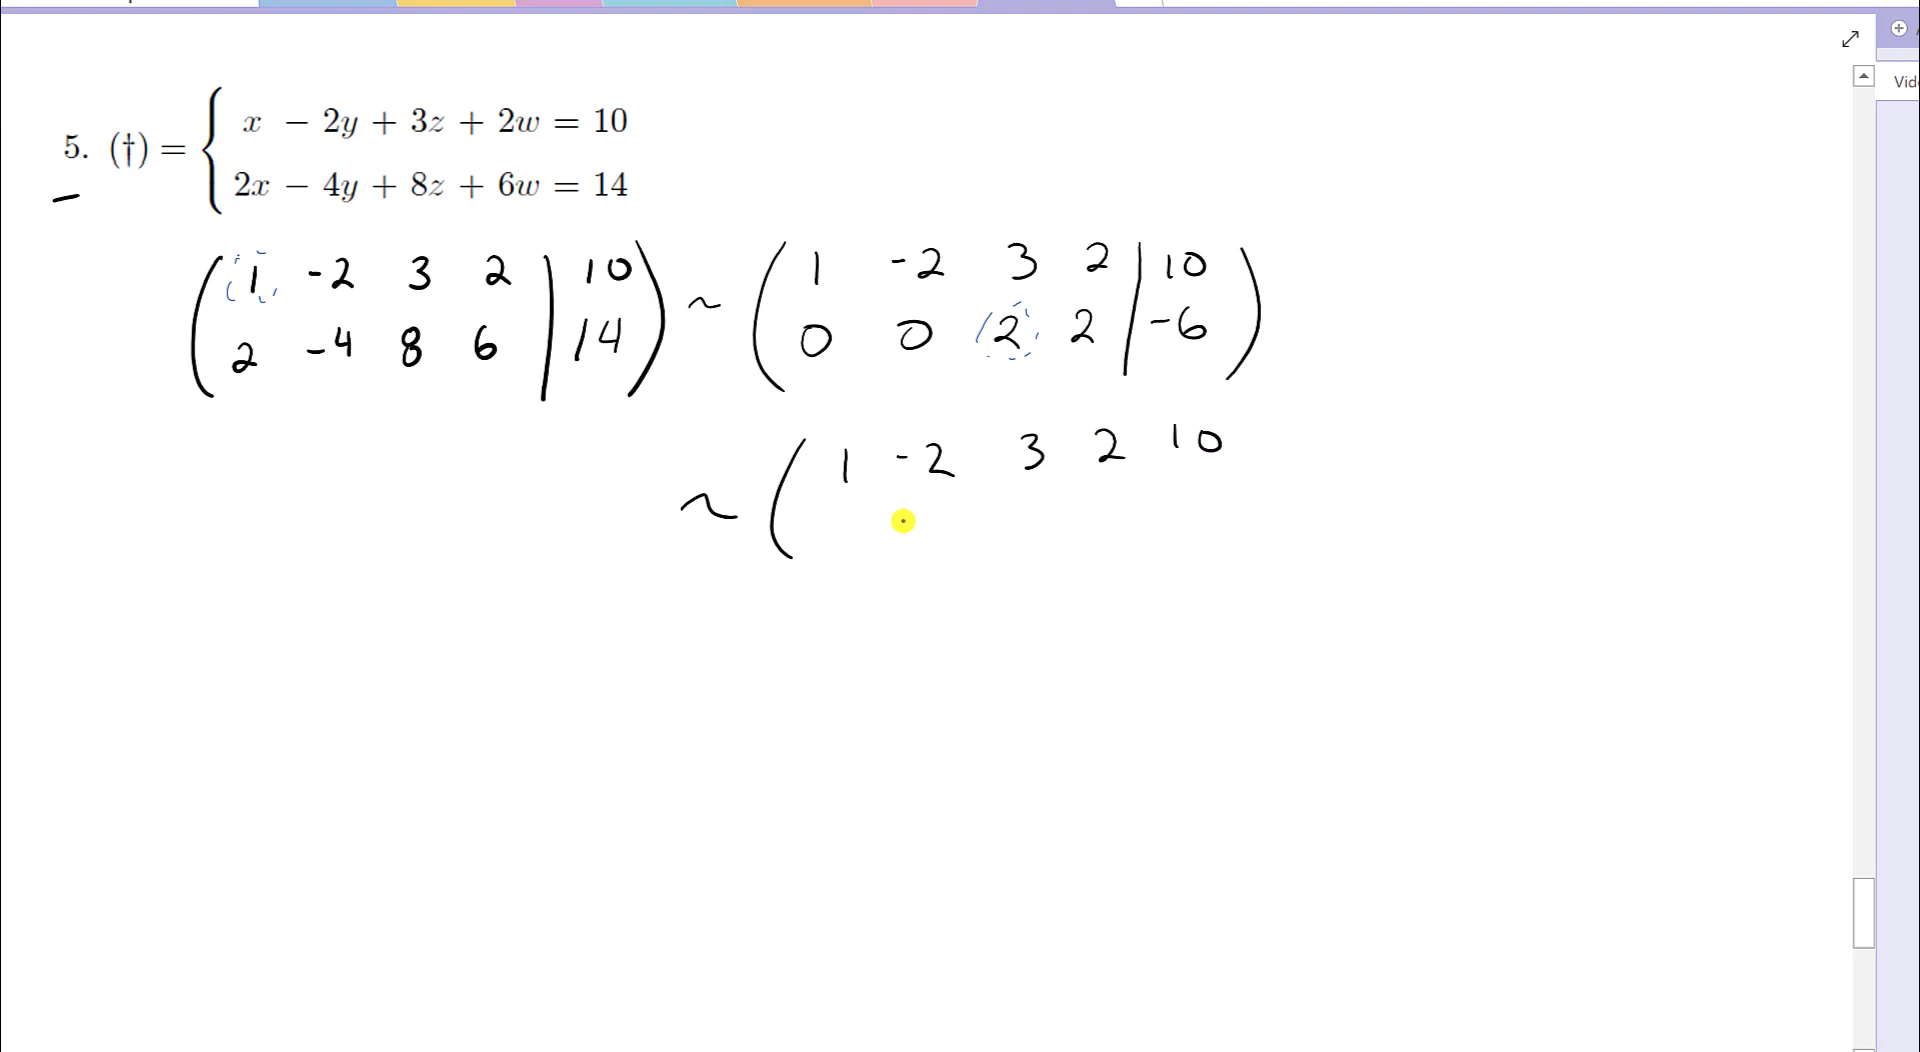 Vid
5. (†) = { x − 2y + 3z + 2w = 10
2x − 4y + 8z + 6w = 14
( 1 -2 3 2 | 10 ) ~ ( 1 -2 3 2 | 10 )
2 -4 8 6 | 14 0 0 2 2 | -6
~ ( 1 -2 3 2 10